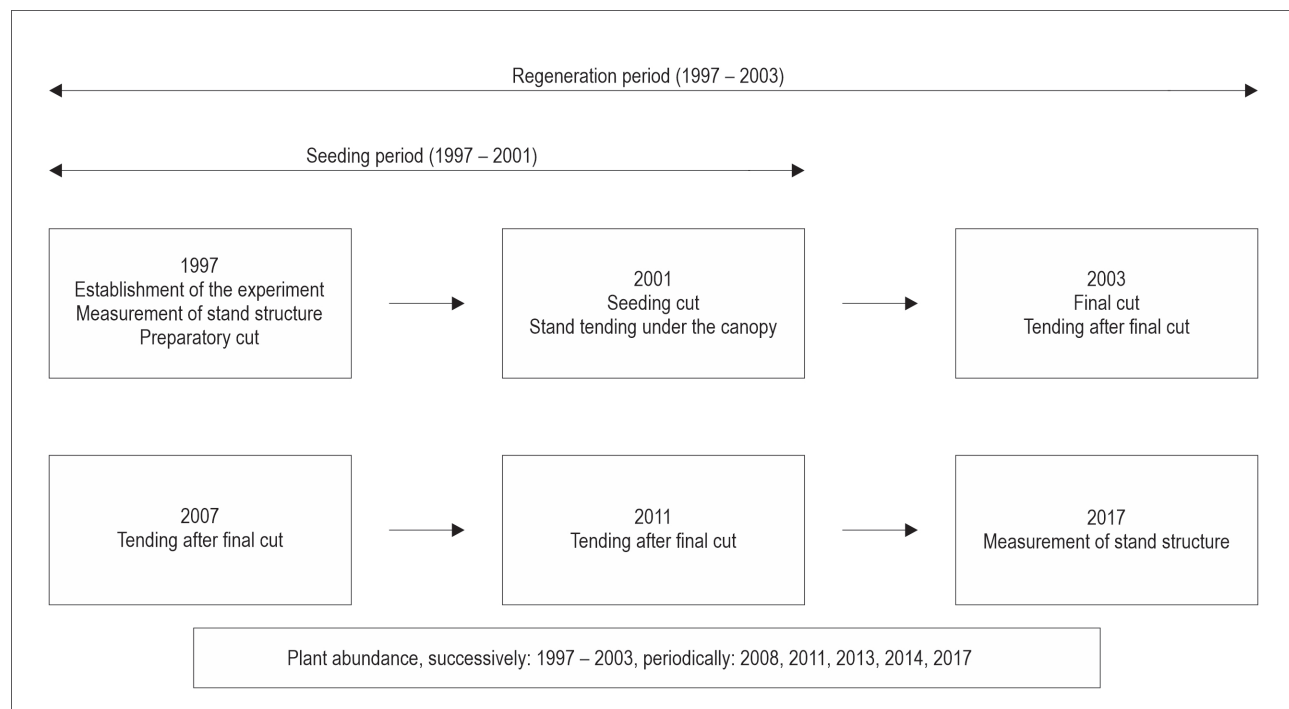 Regeneration period (1997 – 2003)
Seeding period (1997 – 2001)
1997
Establishment of the experiment
Measurement of stand structure
Preparatory cut
2001
Seeding cut
Stand tending under the canopy
2003
Final cut
Tending after final cut
2007
Tending after final cut
2011
Tending after final cut
2017
Measurement of stand structure
Plant abundance, successively: 1997 – 2003, periodically: 2008, 2011, 2013, 2014, 2017